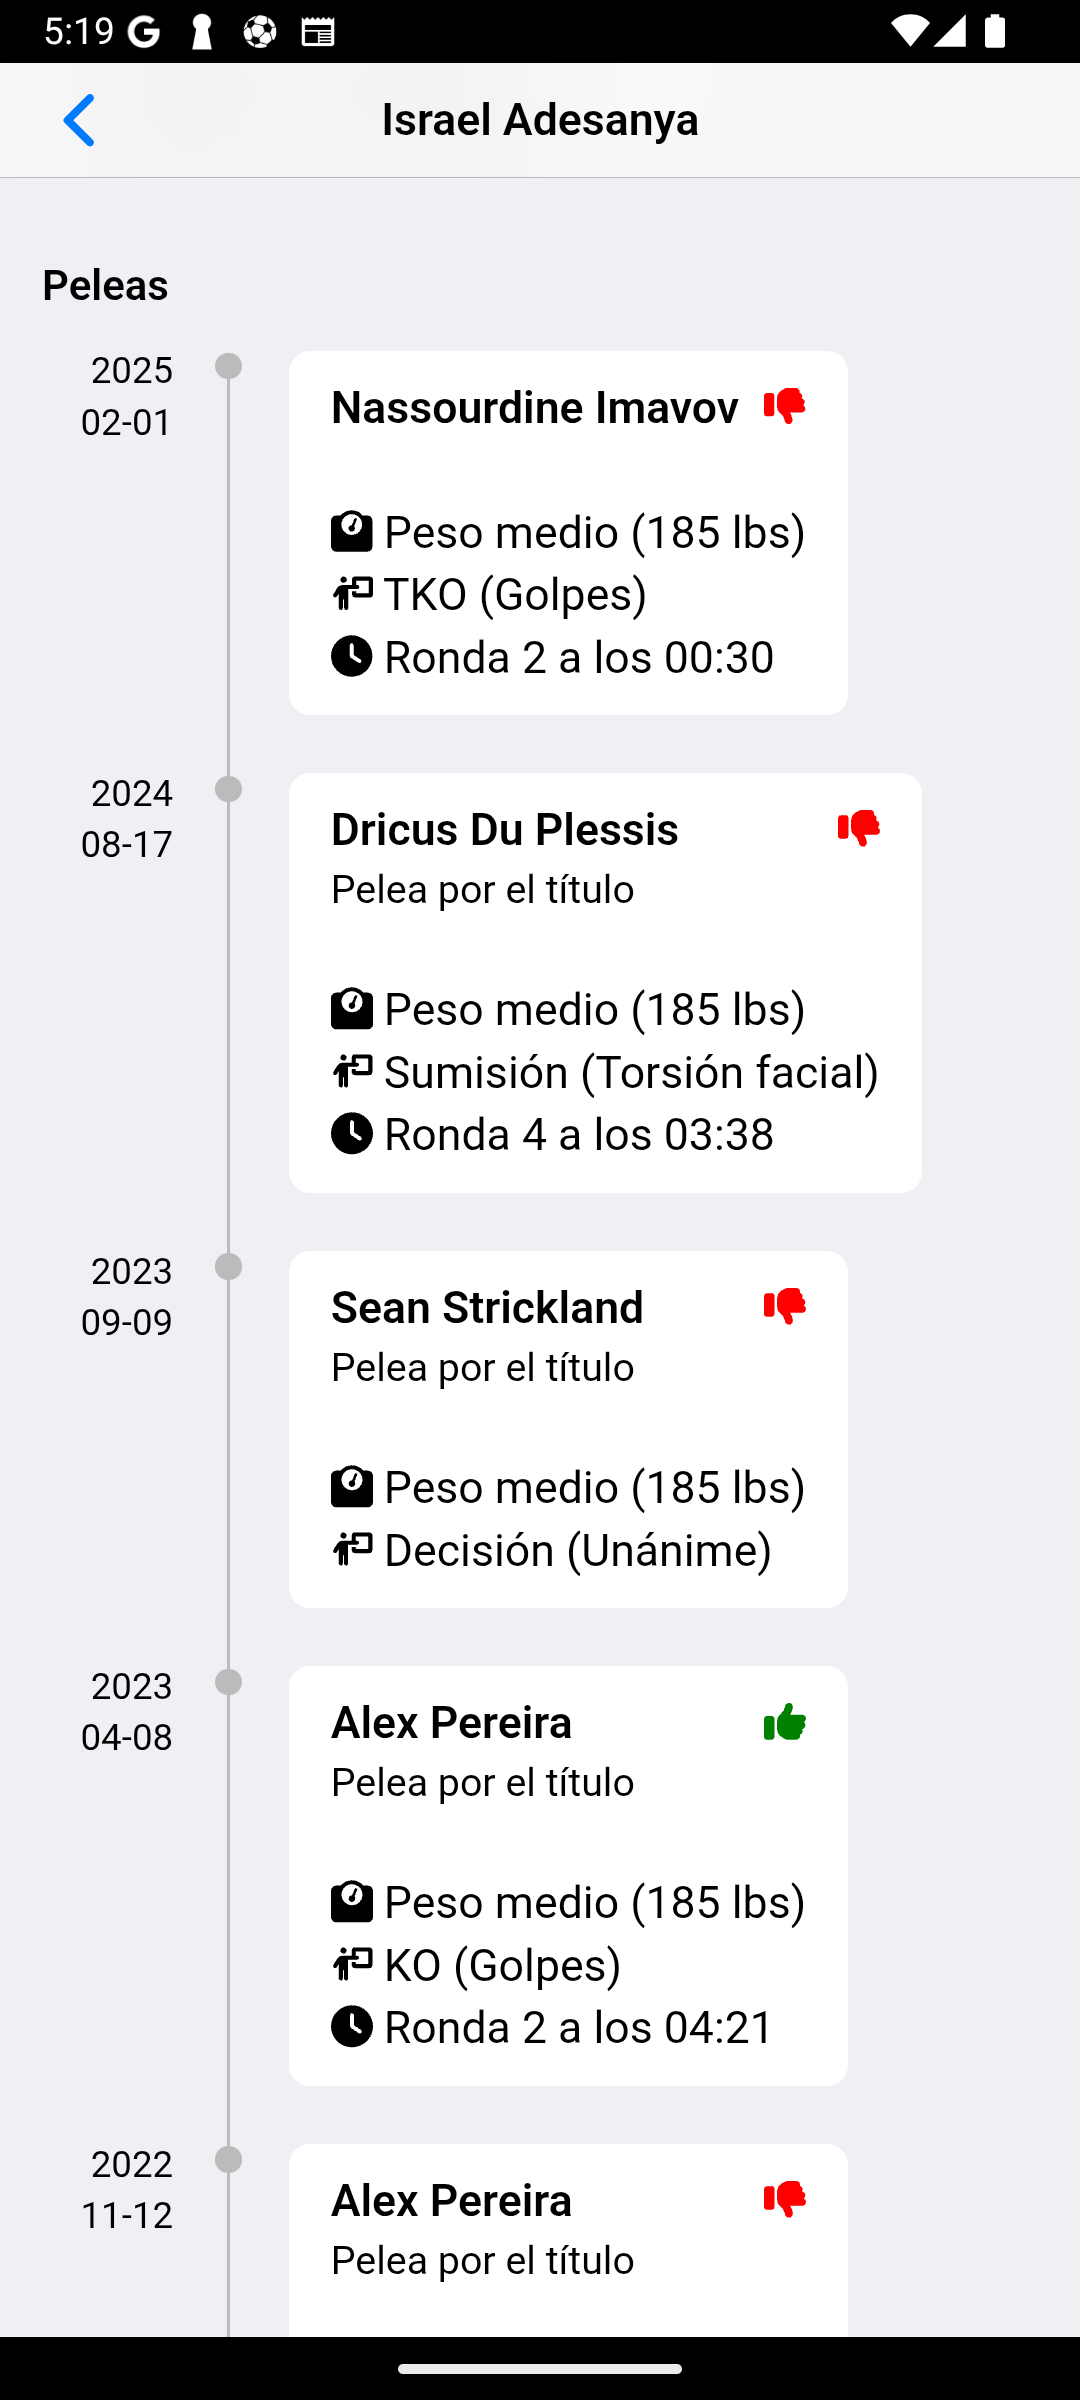 5:19
Israel Adesanya
Peleas
2025
02-01
Nassourdine Imavov
Peso medio (185 lbs)
TKO (Golpes)
Ronda 2 a los 00:30
2024
08-17
Dricus Du Plessis
Pelea por el título
Peso medio (185 lbs)
Sumisión (Torsión facial)
Ronda 4 a los 03:38
2023
09-09
Sean Strickland
Pelea por el título
Peso medio (185 lbs)
Decisión (Unánime)
2023
04-08
Alex Pereira
Pelea por el título
Peso medio (185 lbs)
KO (Golpes)
Ronda 2 a los 04:21
2022
11-12
Alex Pereira
Pelea por el título